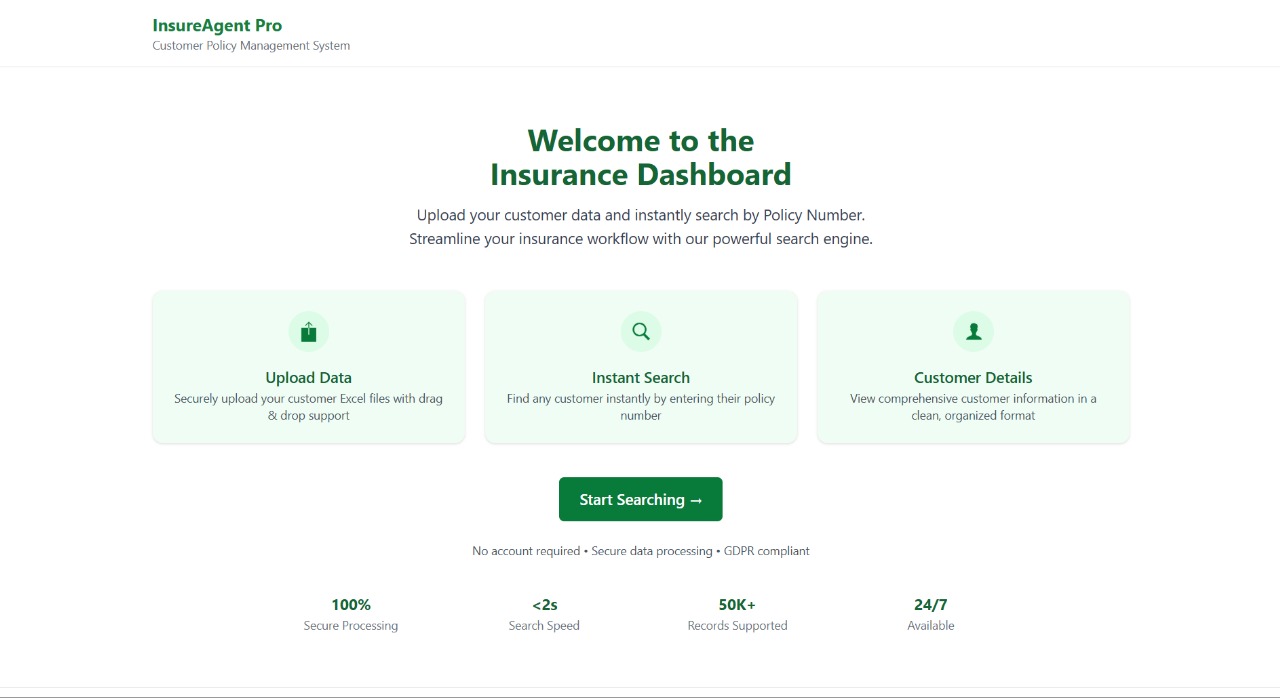 InsureAgent Pro
Customer Policy Management System
Welcome to the
Insurance Dashboard
Upload your customer data and instantly search by Policy Number.
Streamline your insurance workflow with our powerful search engine.
Upload Data
Securely upload your customer Excel files with drag
& drop support
Instant Search
Find any customer instantly by entering their policy
number
Customer Details
View comprehensive customer information in a
clean, organized format
Start Searching →
No account required • Secure data processing • GDPR compliant
100%
Secure Processing
<2s
Search Speed
50K+
Records Supported
24/7
Available